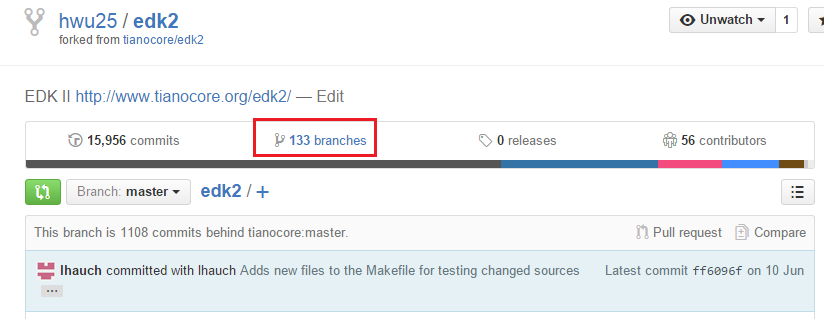 hwu25 / edk2
Unwatch 1
forked from tianocore/edk2
EDK II http://www.tianocore.org/edk2/ — Edit
15,956 commits 133 branches 0 releases 56 contributors
Branch: master edk2 / +
This branch is 1108 commits behind tianocore:master. Pull request Compare
lhauch committed with lhauch Adds new files to the Makefile for testing changed sources Latest commit ff6096f on 10 Jun